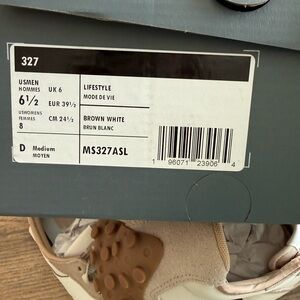 327
USMEN HOMMES UK 6 LIFESTYLE
MODE DE VIE
6½ EUR 39½
USWOMENS FEMMES
8 CM 24½ BROWN WHITE
BRUN BLANC
D Medium MOYEN MS327ASL
1 96071 23906 4